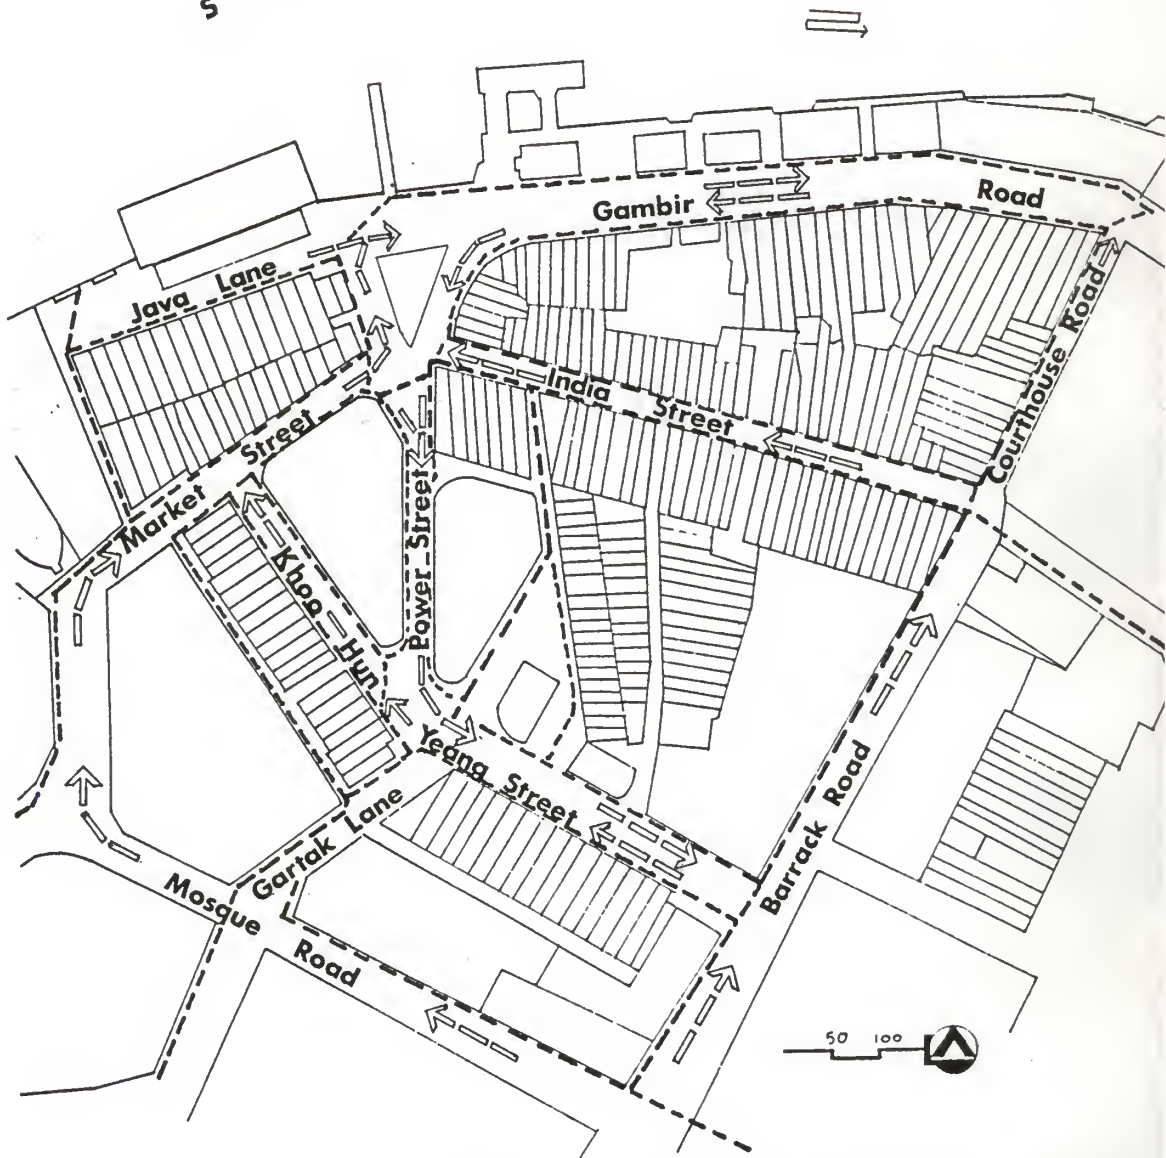 S
Gambir Road
Java Lane
Courthouse Road
India Street
Market Street
Power Street
Khoo Hun
Yeang Street
Gartak Lane
Barrack Road
Mosque Road
50 100